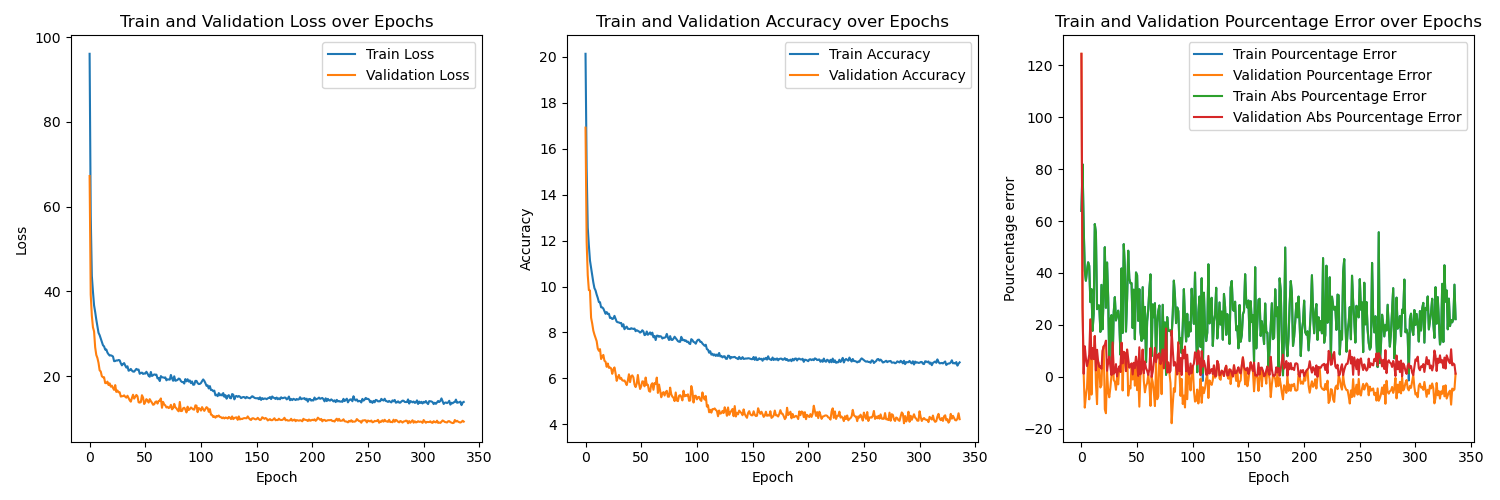 Train and Validation Loss over Epochs
Loss
100
80
60
40
20
Train Loss
Validation Loss
0 50 100 150 200 250 300 350
Epoch
Train and Validation Accuracy over Epochs
Accuracy
20
18
16
14
12
10
8
6
4
Train Accuracy
Validation Accuracy
0 50 100 150 200 250 300 350
Epoch
Train and Validation Pourcentage Error over Epochs
Pourcentage error
120
100
80
60
40
20
0
−20
Train Pourcentage Error
Validation Pourcentage Error
Train Abs Pourcentage Error
Validation Abs Pourcentage Error
0 50 100 150 200 250 300 350
Epoch